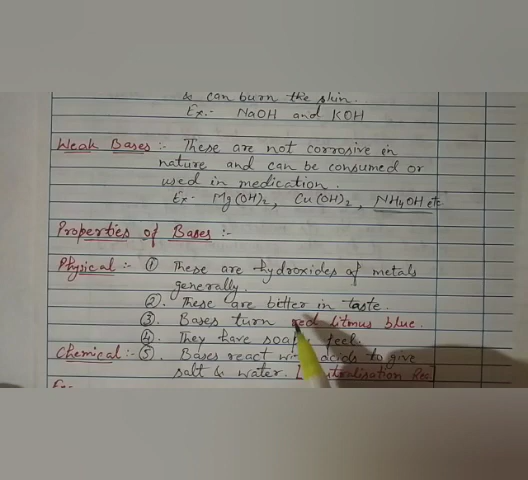 & can burn the skin.
Ex.- NaOH and KOH
Weak Bases :- These are not corrosive in
nature and can be consumed or
used in medication.
Ex- Mg(OH)2, Cu(OH)2, NH4OH etc
Properties of Bases :-
Physical :- ① These are hydroxides of metals
generally.
②. These are bitter in taste.
③. Bases turn red litmus blue.
④. They have feel.
Chemical :- ⑤. Bases react acids to give
salt & water.